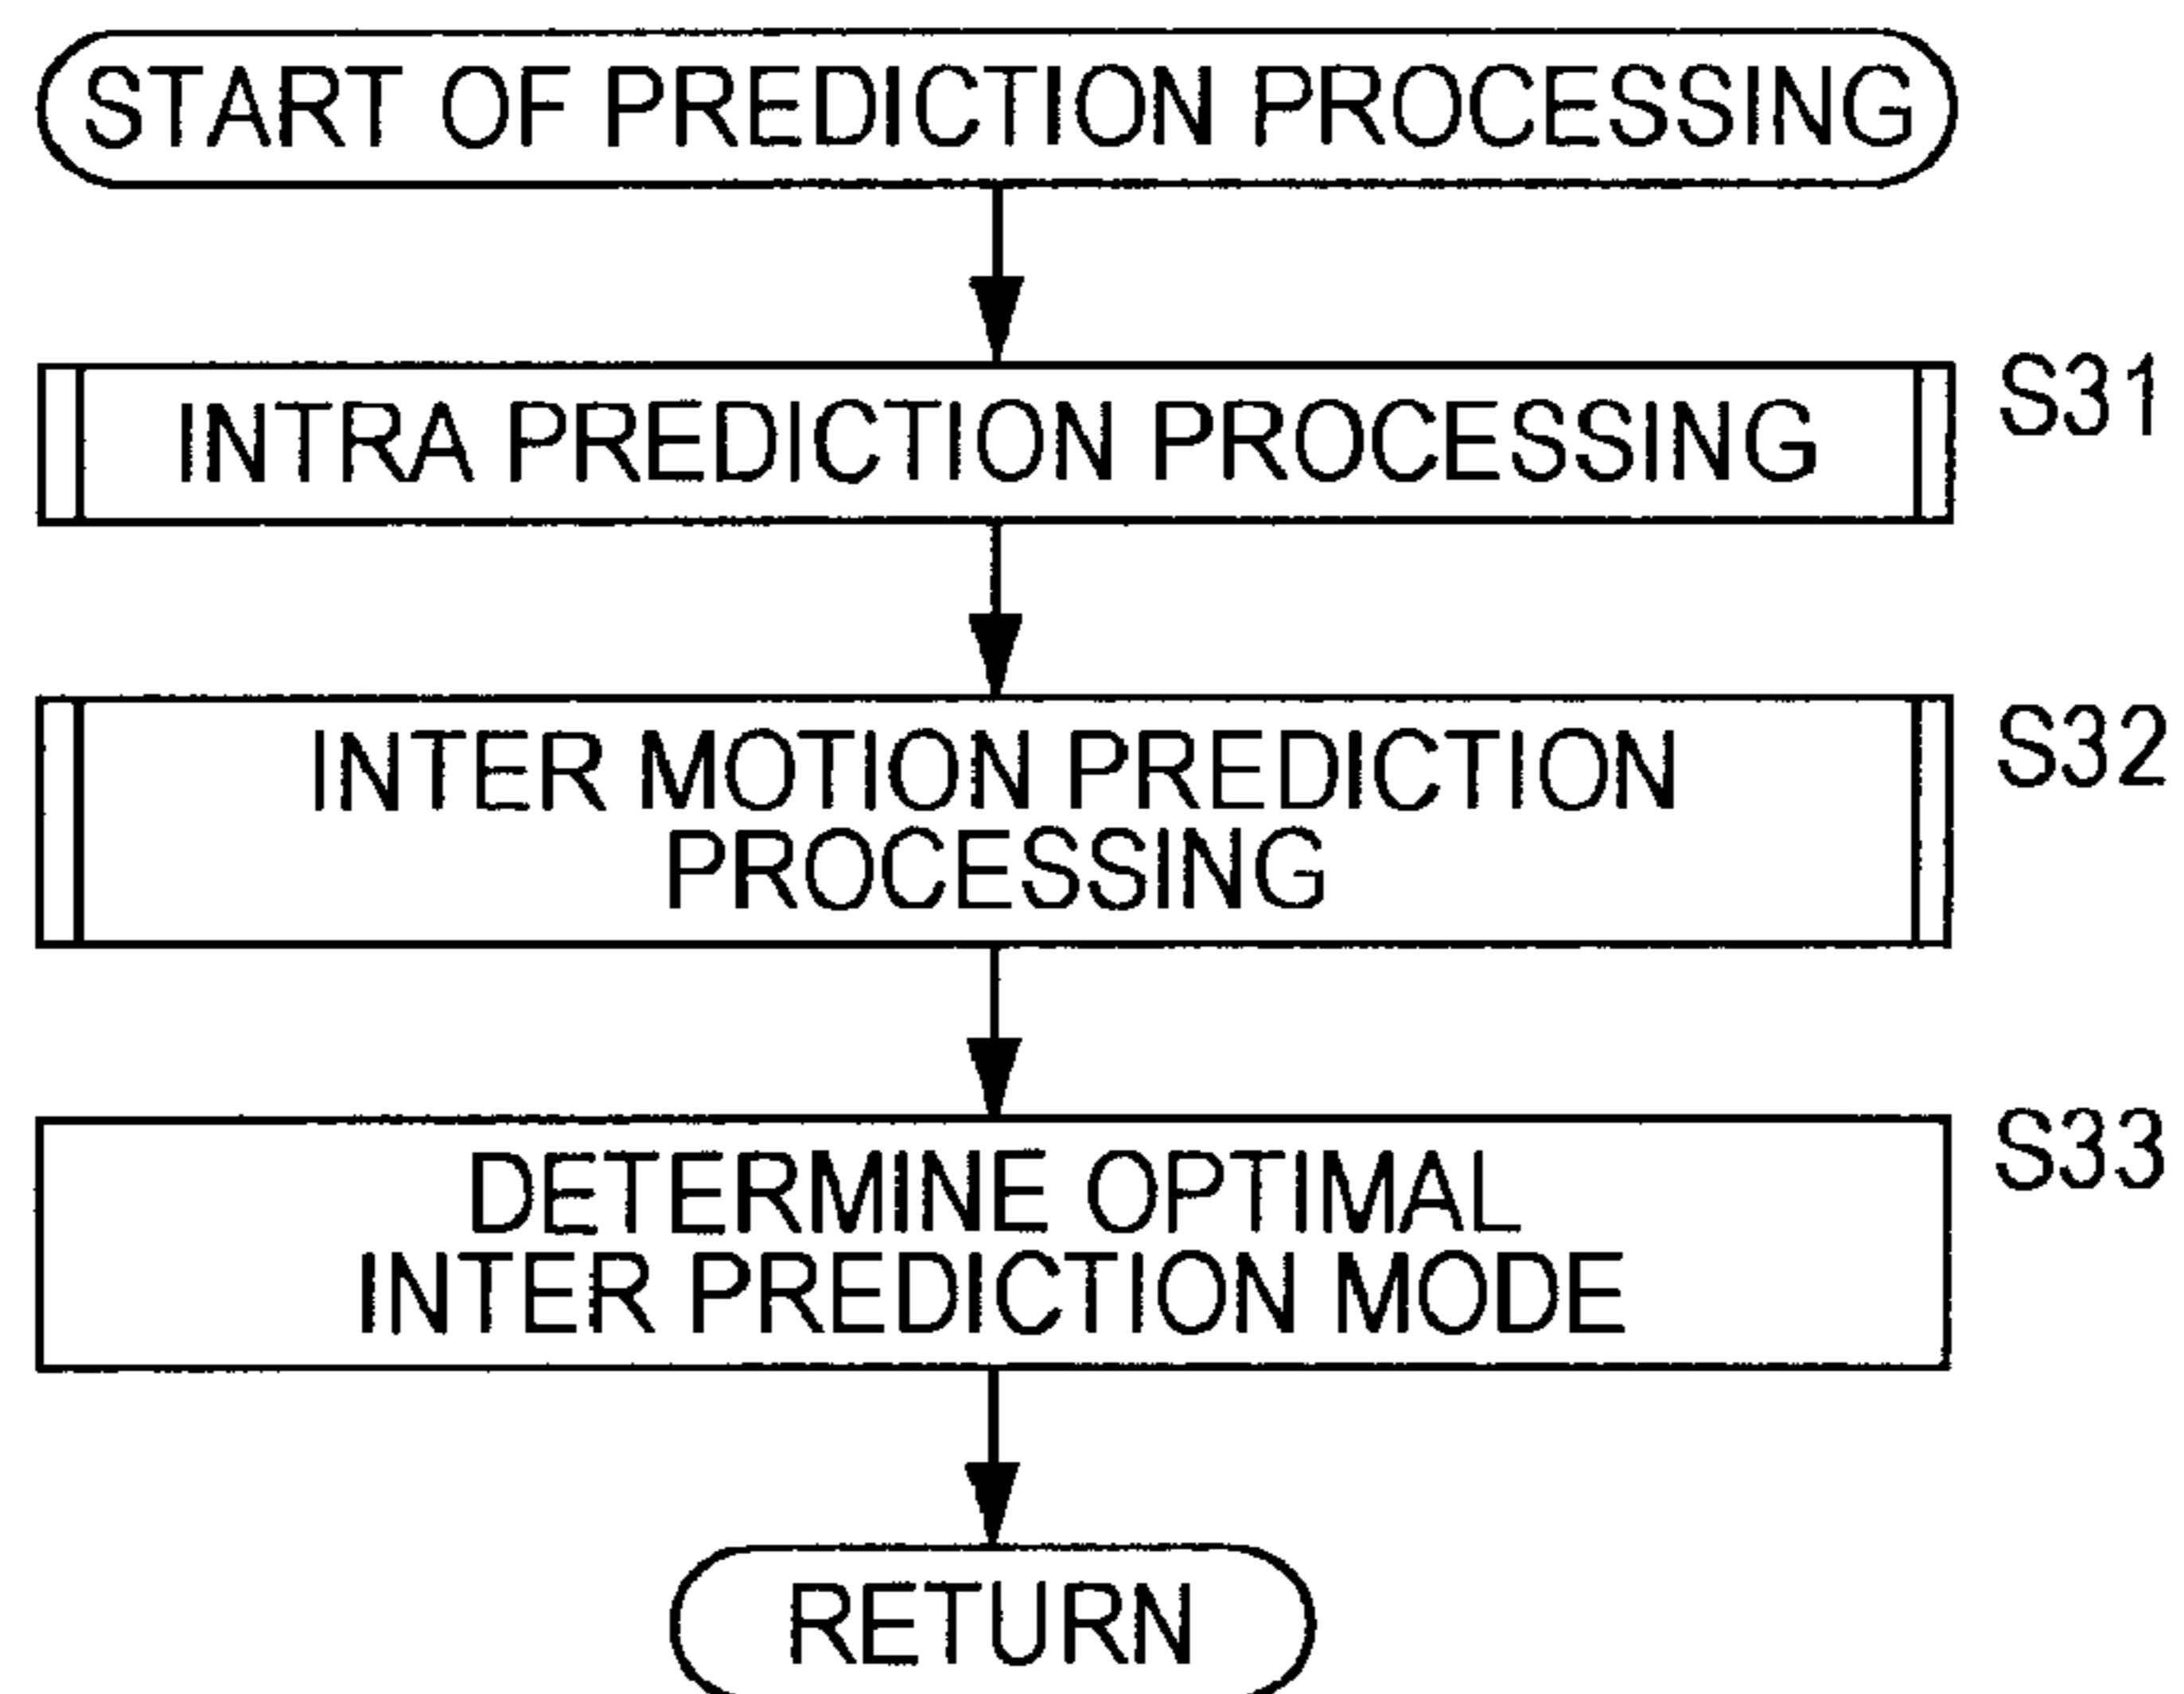 START OF PREDICTION PROCESSING
INTRA PREDICTION PROCESSING
S31
INTER MOTION PREDICTION
PROCESSING
S32
DETERMINE OPTIMAL
INTER PREDICTION MODE
S33
RETURN